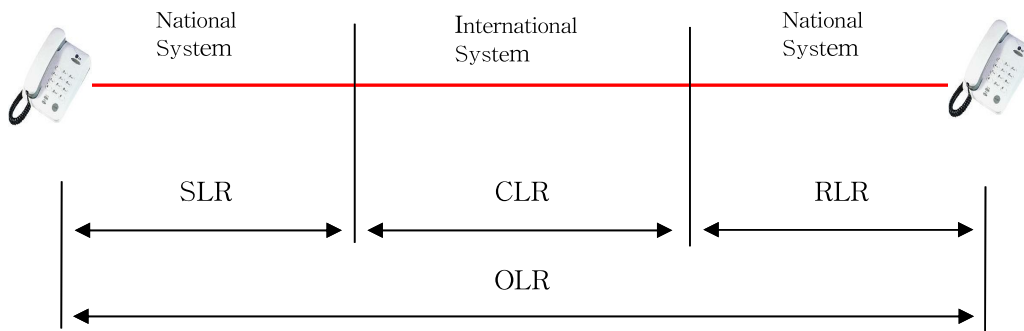 National
System
International
System
National
System
SLR
CLR
RLR
OLR